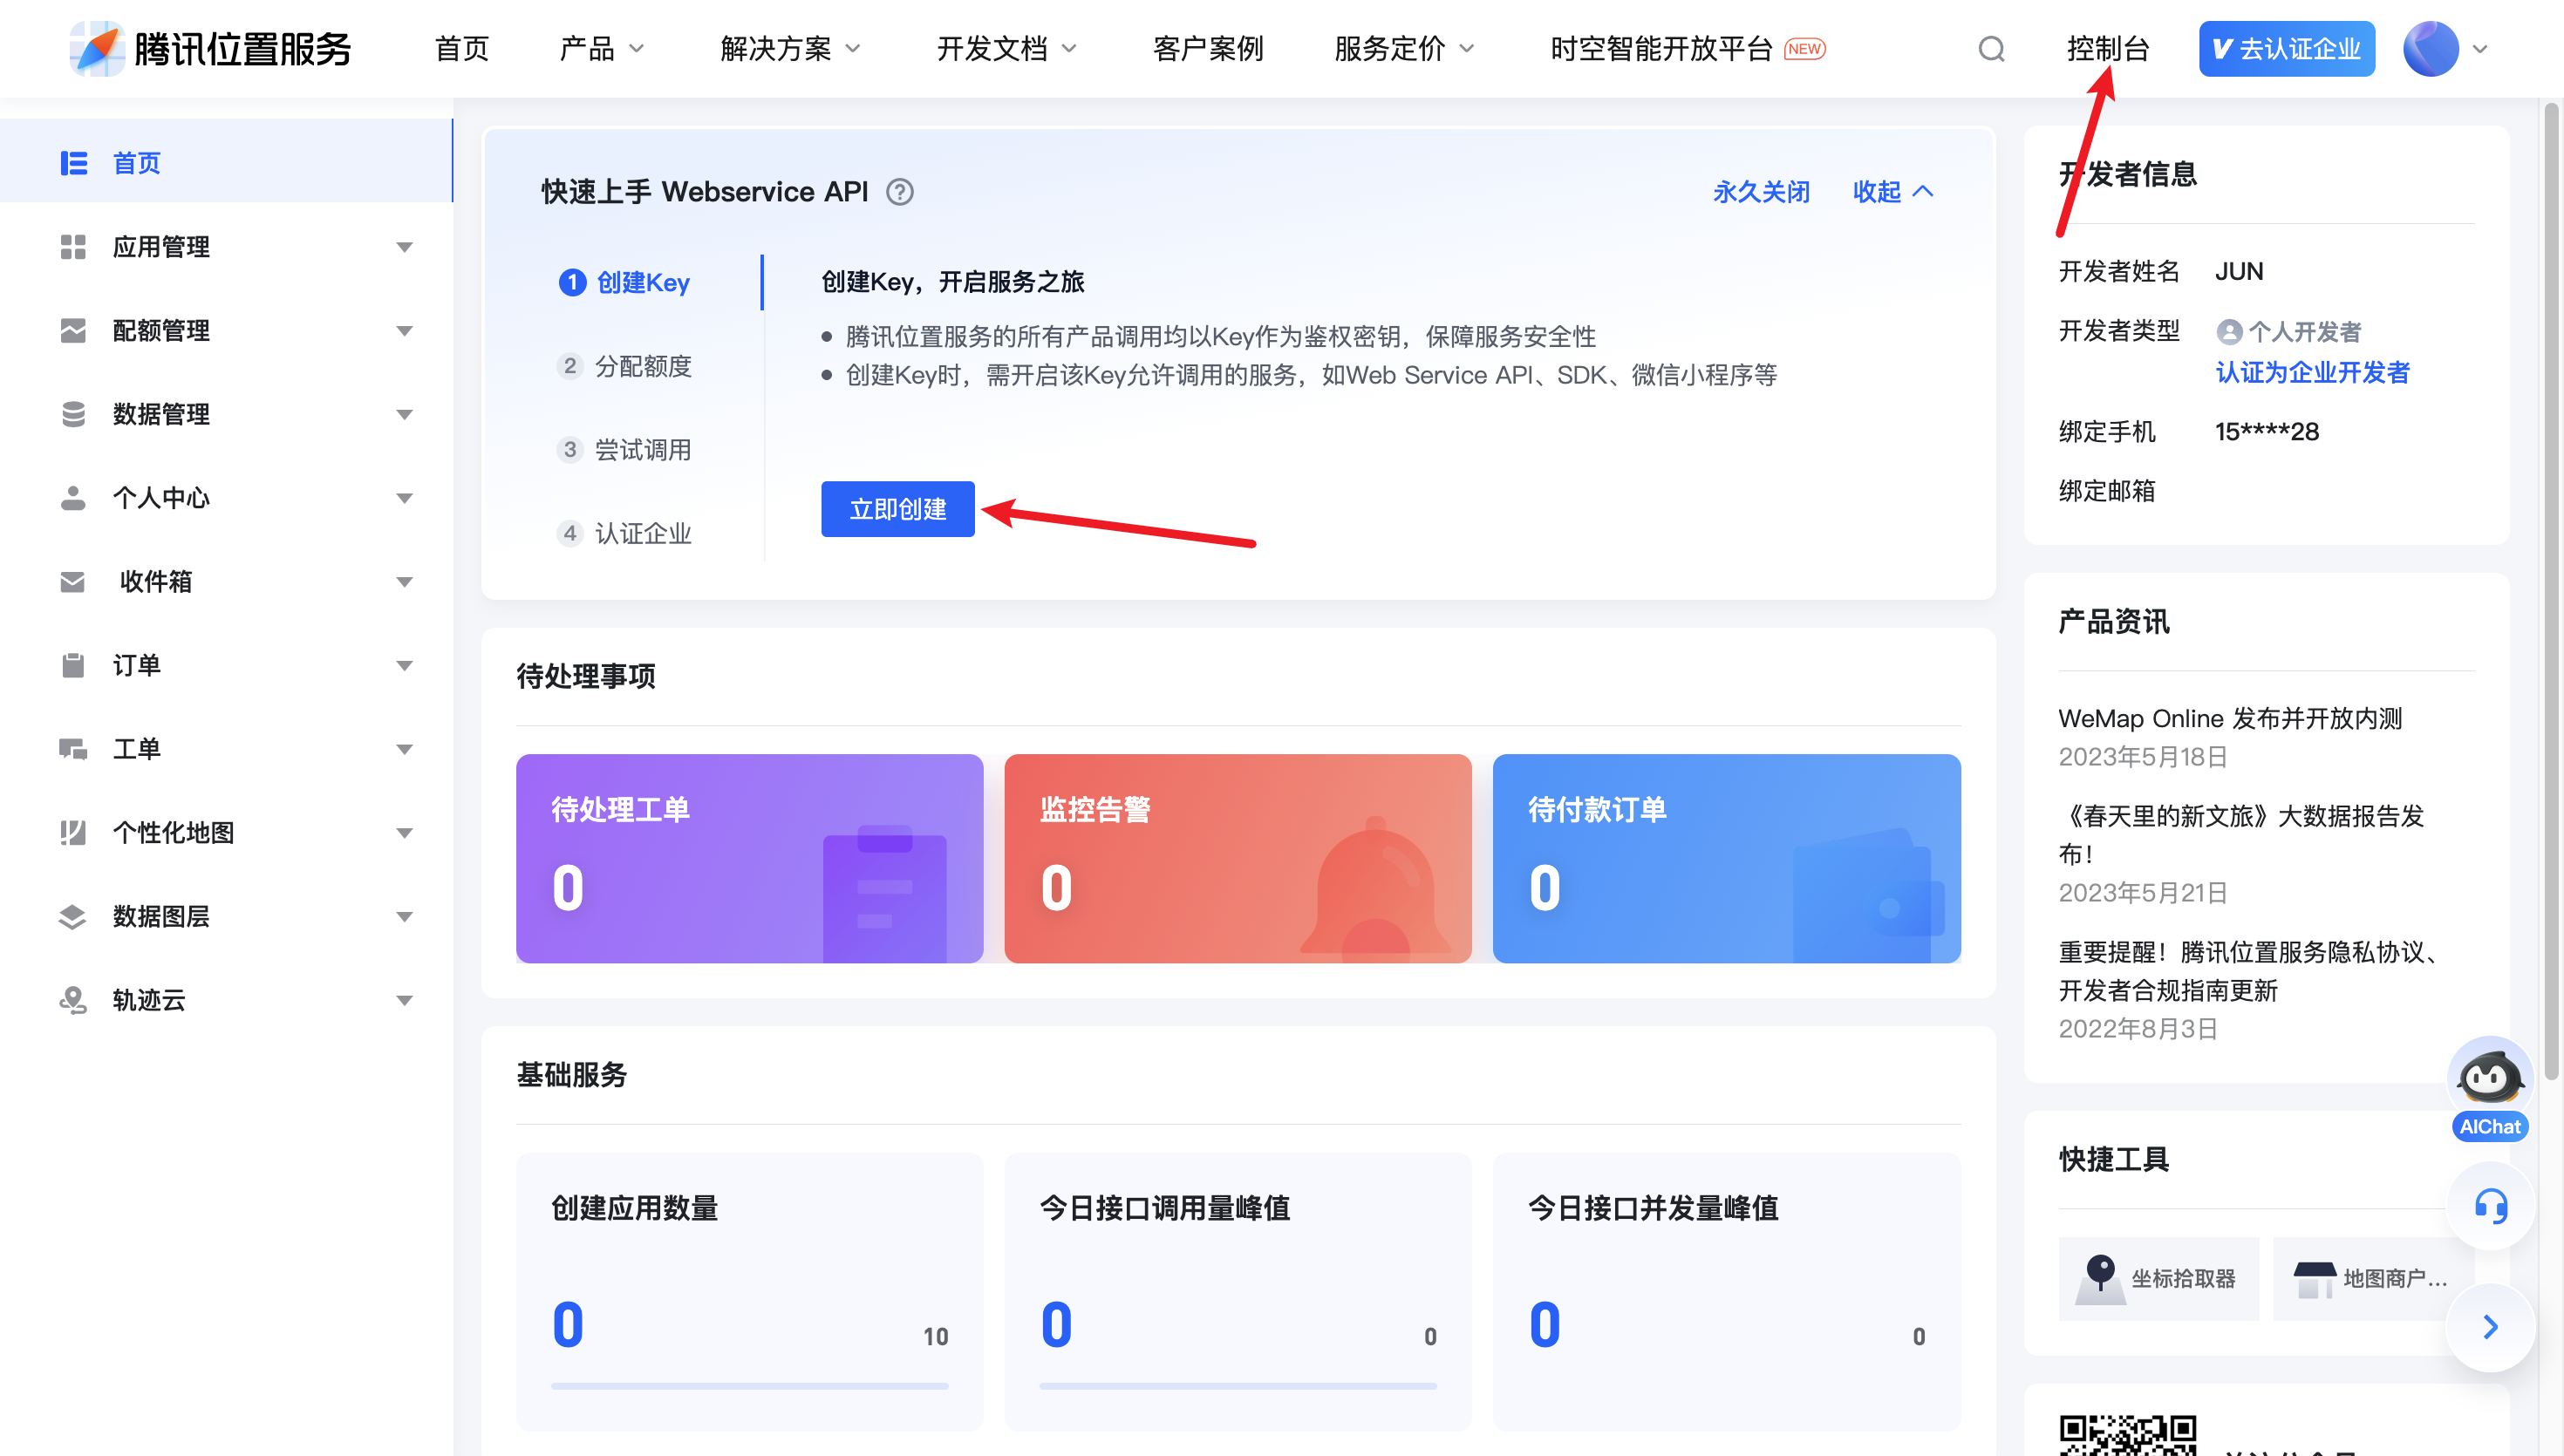 腾讯位置服务
首页
产品
解决方案
开发文档
客户案例
服务定价
时空智能开放平台 NEW
控制台
去认证企业
首页
应用管理
配额管理
数据管理
个人中心
收件箱
订单
工单
个性化地图
数据图层
轨迹云
快速上手 Webservice API ?
永久关闭
收起
1 创建Key
2 分配额度
3 尝试调用
4 认证企业
创建Key，开启服务之旅
腾讯位置服务的所有产品调用均以Key作为鉴权密钥，保障服务安全性
创建Key时，需开启该Key允许调用的服务，如Web Service API、SDK、微信小程序等
立即创建
待处理事项
待处理工单
0
监控告警
0
待付款订单
0
基础服务
创建应用数量
0
10
今日接口调用量峰值
0
0
今日接口并发量峰值
0
0
开发者信息
开发者姓名 JUN
开发者类型 个人开发者
认证为企业开发者
绑定手机 15****28
绑定邮箱
产品资讯
WeMap Online 发布并开放内测
2023年5月18日
《春天里的新文旅》大数据报告发
布！
2023年5月21日
重要提醒！腾讯位置服务隐私协议、
开发者合规指南更新
2022年8月3日
AIChat
快捷工具
坐标拾取器
地图商户...